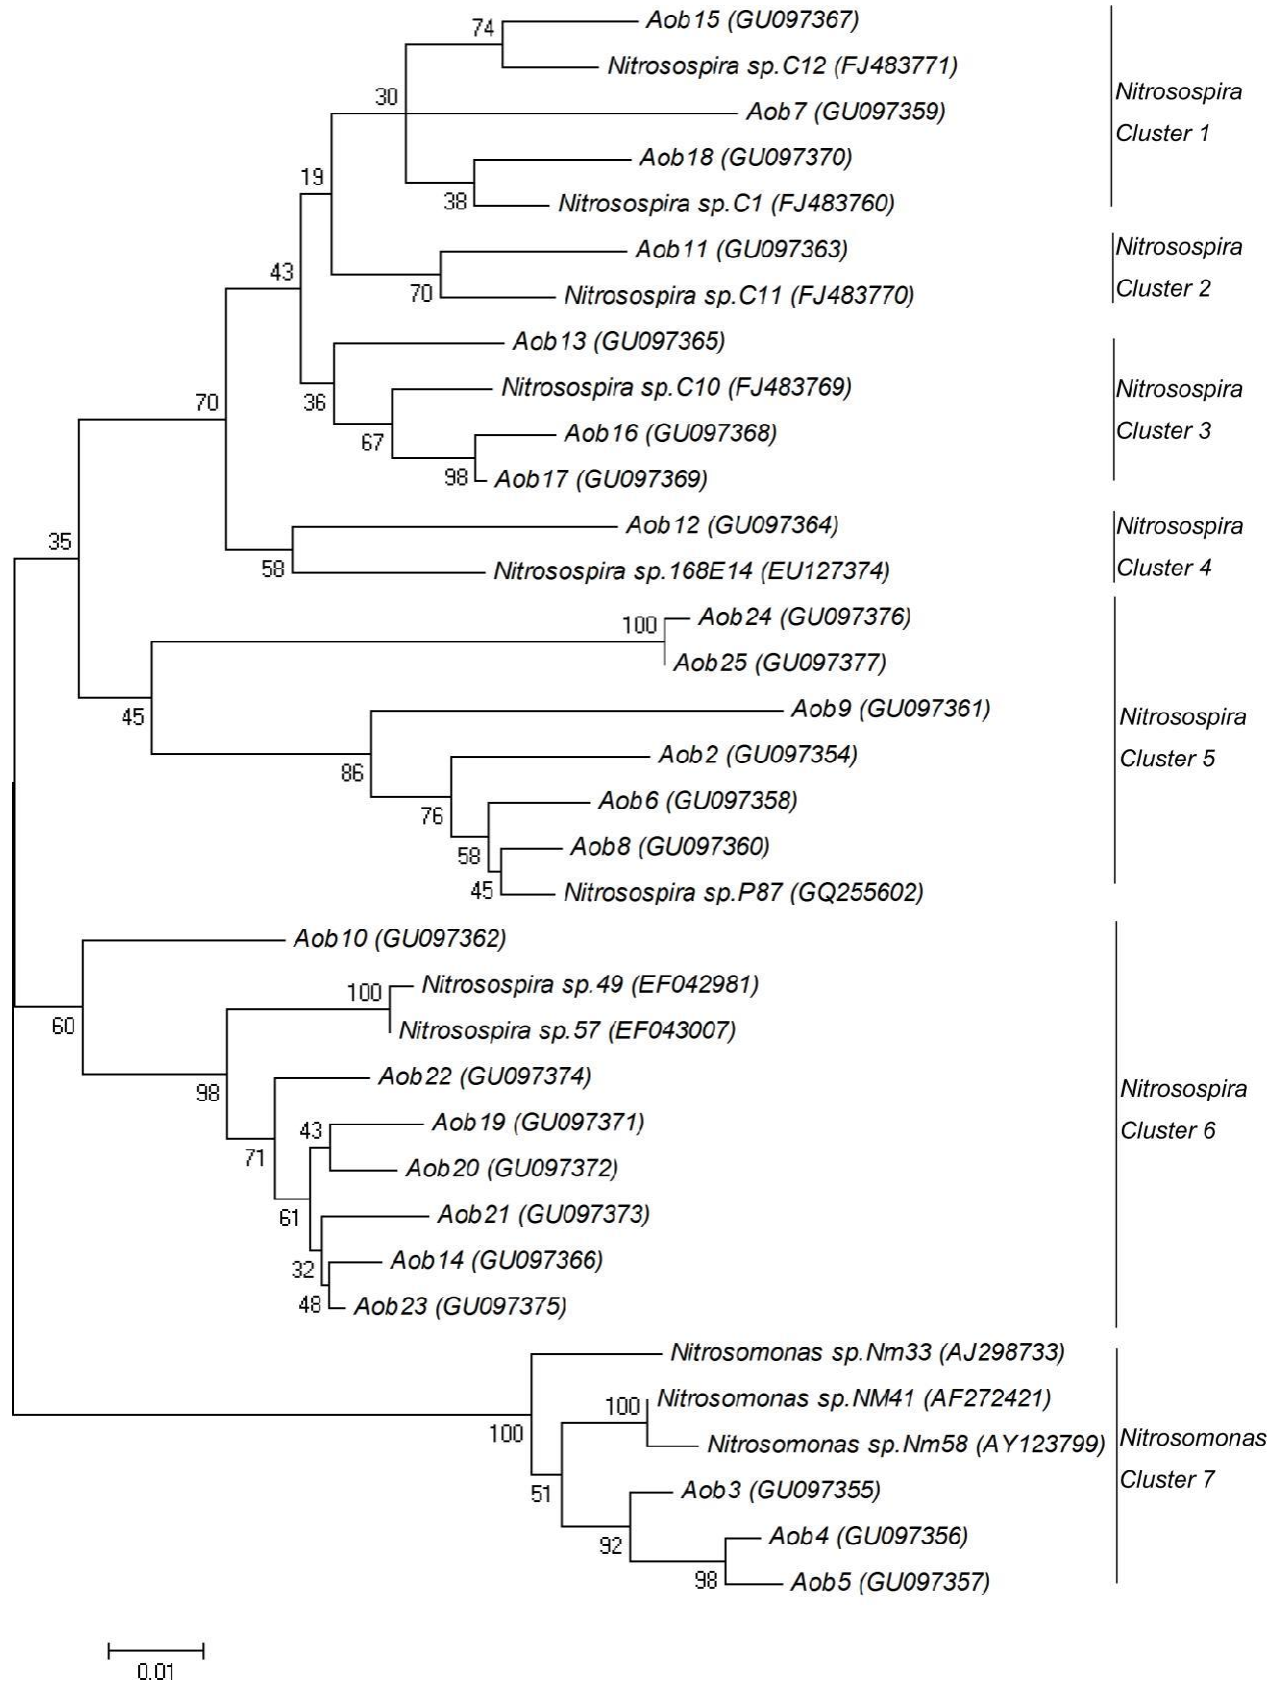 74
Aob15 (GU097367)
Nitrosospira sp.C12 (FJ483771)
Nitrosospira
Cluster 1
30
Aob7 (GU097359)
Aob18 (GU097370)
19
38
Nitrosospira sp.C1 (FJ483760)
Aob11 (GU097363)
Nitrosospira
Cluster 2
43
70
Nitrosospira sp.C11 (FJ483770)
Aob13 (GU097365)
70
36
Nitrosospira sp.C10 (FJ483769)
Nitrosospira
Cluster 3
67
Aob16 (GU097368)
98
Aob17 (GU097369)
Aob12 (GU097364)
Nitrosospira
Cluster 4
35
58
Nitrosospira sp.168E14 (EU127374)
100
Aob24 (GU097376)
Aob25 (GU097377)
45
Aob9 (GU097361)
Nitrosospira
Cluster 5
86
Aob2 (GU097354)
76
Aob6 (GU097358)
58
Aob8 (GU097360)
45
Nitrosospira sp.P87 (GQ255602)
Aob10 (GU097362)
100
Nitrosospira sp.49 (EF042981)
60
Nitrosospira sp.57 (EF043007)
98
Aob22 (GU097374)
Nitrosospira
Cluster 6
43
Aob19 (GU097371)
71
Aob20 (GU097372)
61
Aob21 (GU097373)
32
Aob14 (GU097366)
48
Aob23 (GU097375)
Nitrosomonas sp.Nm33 (AJ298733)
100
Nitrosomonas sp.NM41 (AF272421)
100
Nitrosomonas sp.Nm58 (AY123799)
Nitrosomonas
Cluster 7
51
Aob3 (GU097355)
92
Aob4 (GU097356)
98
Aob5 (GU097357)
0.01